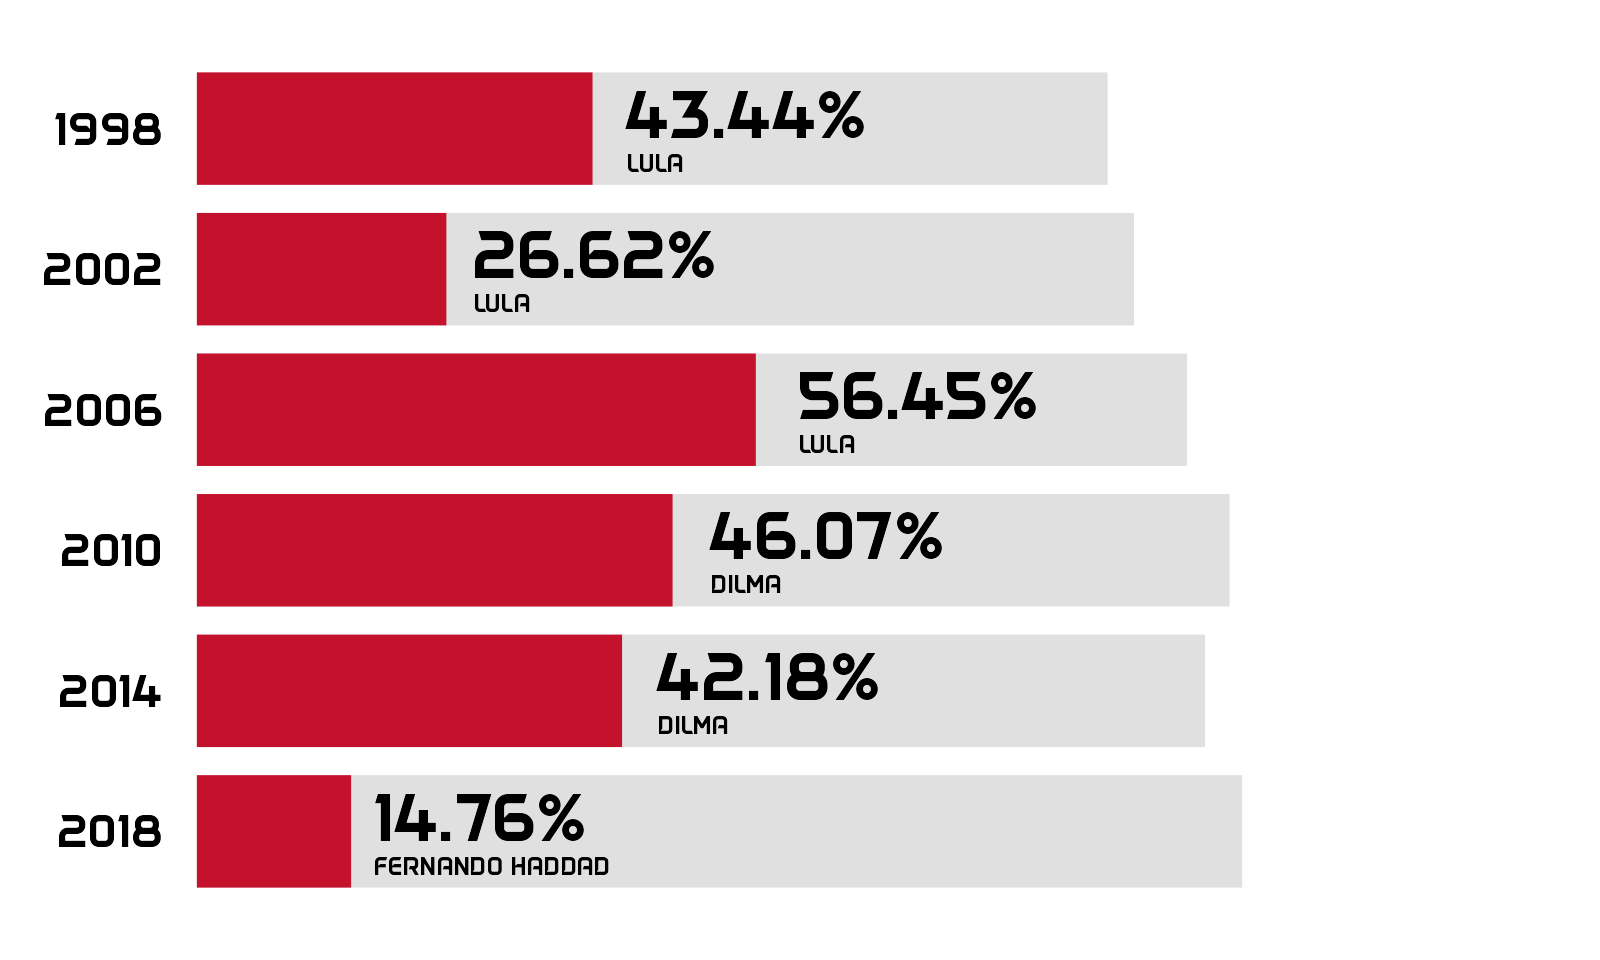 1998
43.44%
LULA
2002
26.62%
LULA
2006
56.45%
LULA
2010
46.07%
DILMA
2014
42.18%
DILMA
2018
14.76%
FERNANDO HADDAD